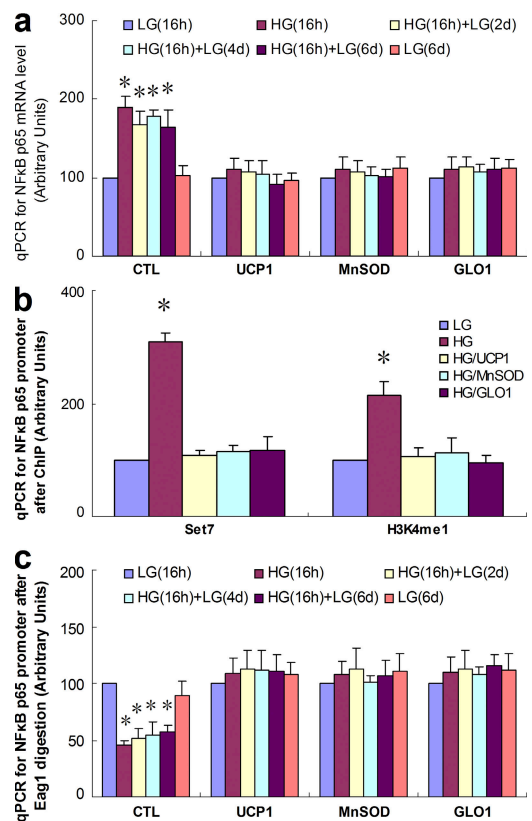 a
LG(16h) HG(16h) HG(16h)+LG(2d)
HG(16h)+LG(4d) HG(16h)+LG(6d) LG(6d)
qPCR for NFκB p65 mRNA level
(Arbitrary Units)
300
200
100
0
* * * *
CTL UCP1 MnSOD GLO1
b
qPCR for NFκB p65 promoter
after ChIP (Arbitrary Units)
400
200
0
*
*
LG
HG
HG/UCP1
HG/MnSOD
HG/GLO1
Set7 H3K4me1
c
LG(16h) HG(16h) HG(16h)+LG(2d)
HG(16h)+LG(4d) HG(16h)+LG(6d) LG(6d)
qPCR for NFκB p65 promoter after
Eag1 digestion (Arbitrary Units)
200
150
100
50
0
* * * *
CTL UCP1 MnSOD GLO1